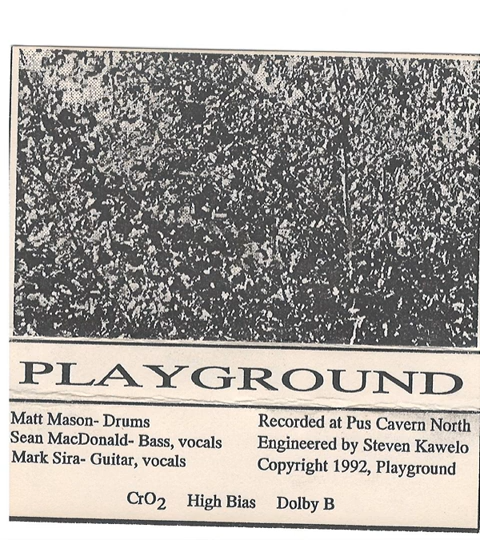 PLAYGROUND
Matt Mason- Drums
Sean MacDonald- Bass, vocals
Mark Sira- Guitar, vocals
Recorded at Pus Cavern North
Engineered by Steven Kawelo
Copyright 1992, Playground
CrO2 High Bias Dolby B